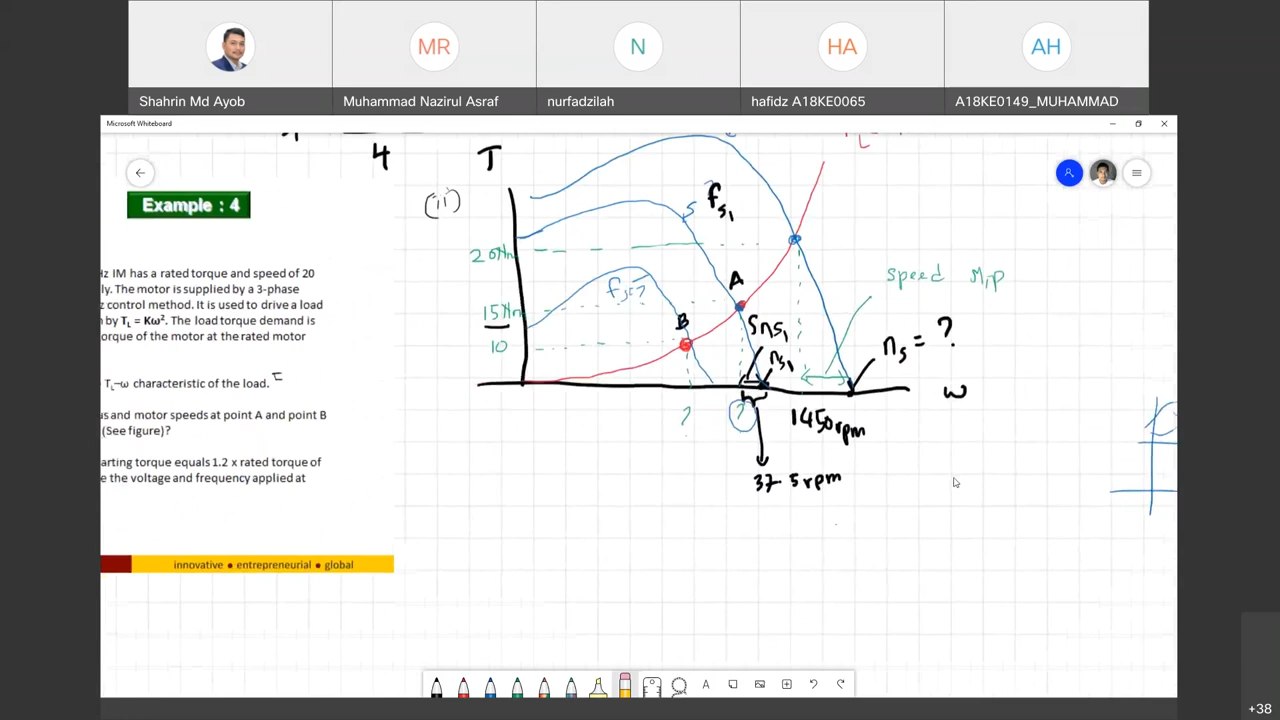 MR
N
HA
AH
Shahrin Md Ayob
Muhammad Nazirul Asraf
nurfadzilah
hafidz A18KE0065
A18KE0149_MUHAMMAD
Microsoft Whiteboard
4
T
(ii)
Example : 4
Hz IM has a rated torque and speed of 20
ly. The motor is supplied by a 3-phase
z control method. It is used to drive a load
n by TL = Kω². The load torque demand is
orque of the motor at the rated motor
TL–ω characteristic of the load.
us and motor speeds at point A and point B
(See figure)?
arting torque equals 1.2 x rated torque of
e the voltage and frequency applied at
innovative ● entrepreneurial ● global
fs1
20Nm
A
speed slip
15Nm
B
Sns1
ns1
10
ns = ?
ω
?
?
1450rpm
37.5rpm
A
+38